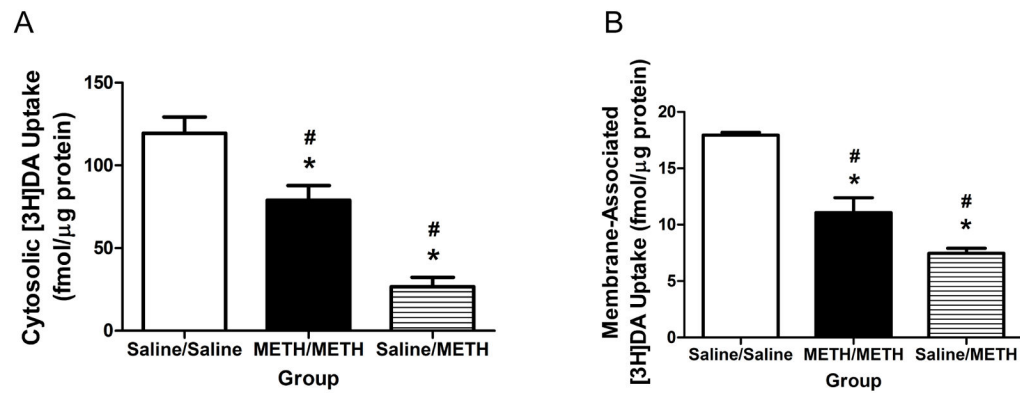 A
Cytosolic [3H]DA Uptake
(fmol/µg protein)
150
100
50
0
#
*
#
*
Saline/Saline METH/METH Saline/METH
Group
B
Membrane-Associated
[3H]DA Uptake (fmol/µg protein)
20
15
10
5
0
#
*
#
*
Saline/Saline METH/METH Saline/METH
Group